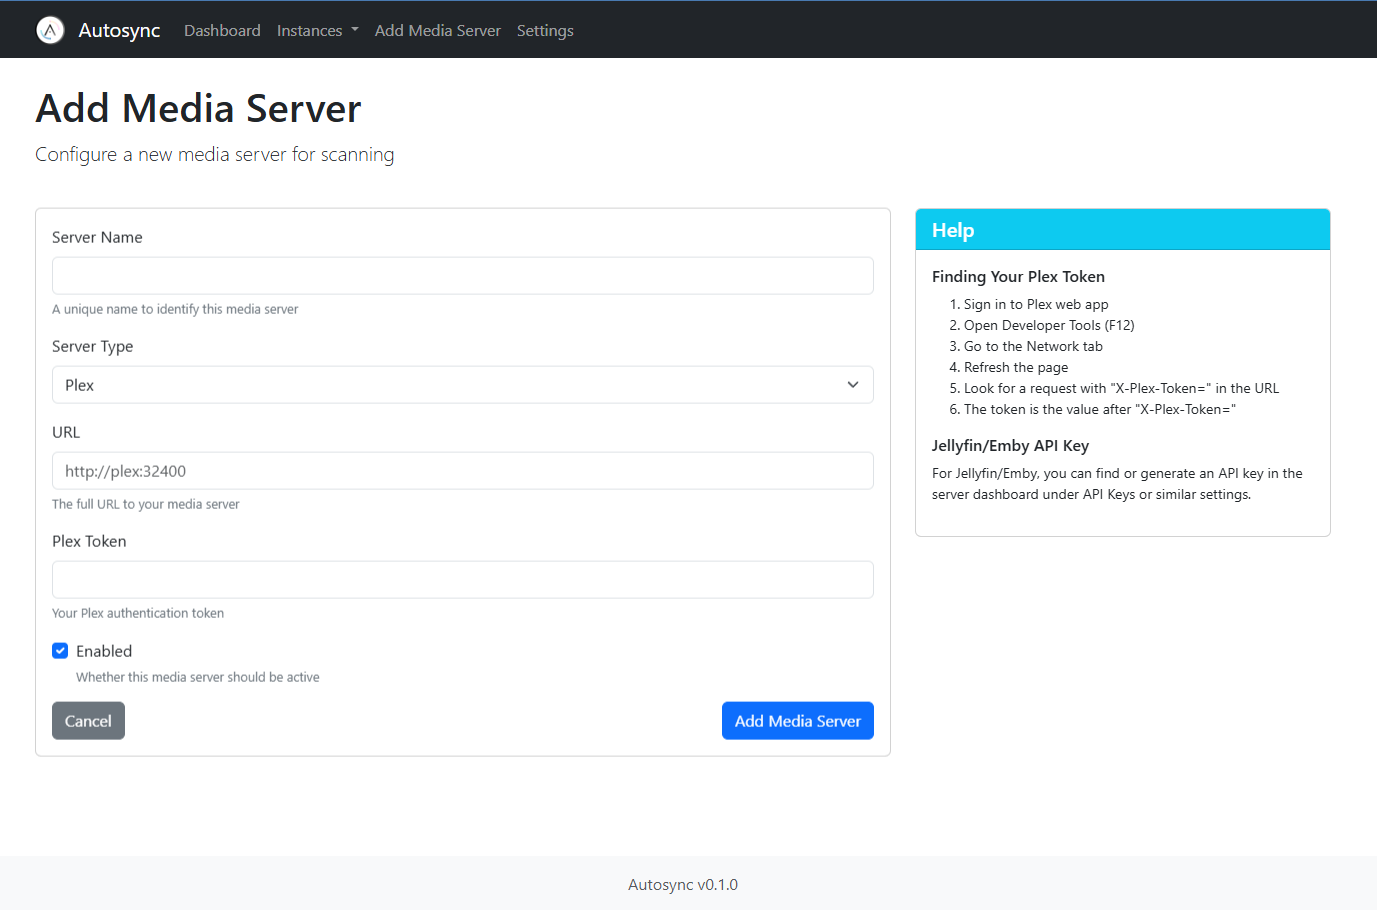 Autosync
Dashboard
Instances
Add Media Server
Settings
Add Media Server
Configure a new media server for scanning
Server Name
A unique name to identify this media server
Server Type
Plex
URL
http://plex:32400
The full URL to your media server
Plex Token
Your Plex authentication token
Enabled
Whether this media server should be active
Cancel
Add Media Server
Help
Finding Your Plex Token
1. Sign in to Plex web app
2. Open Developer Tools (F12)
3. Go to the Network tab
4. Refresh the page
5. Look for a request with "X-Plex-Token=" in the URL
6. The token is the value after "X-Plex-Token="
Jellyfin/Emby API Key
For Jellyfin/Emby, you can find or generate an API key in the
server dashboard under API Keys or similar settings.
Autosync v0.1.0